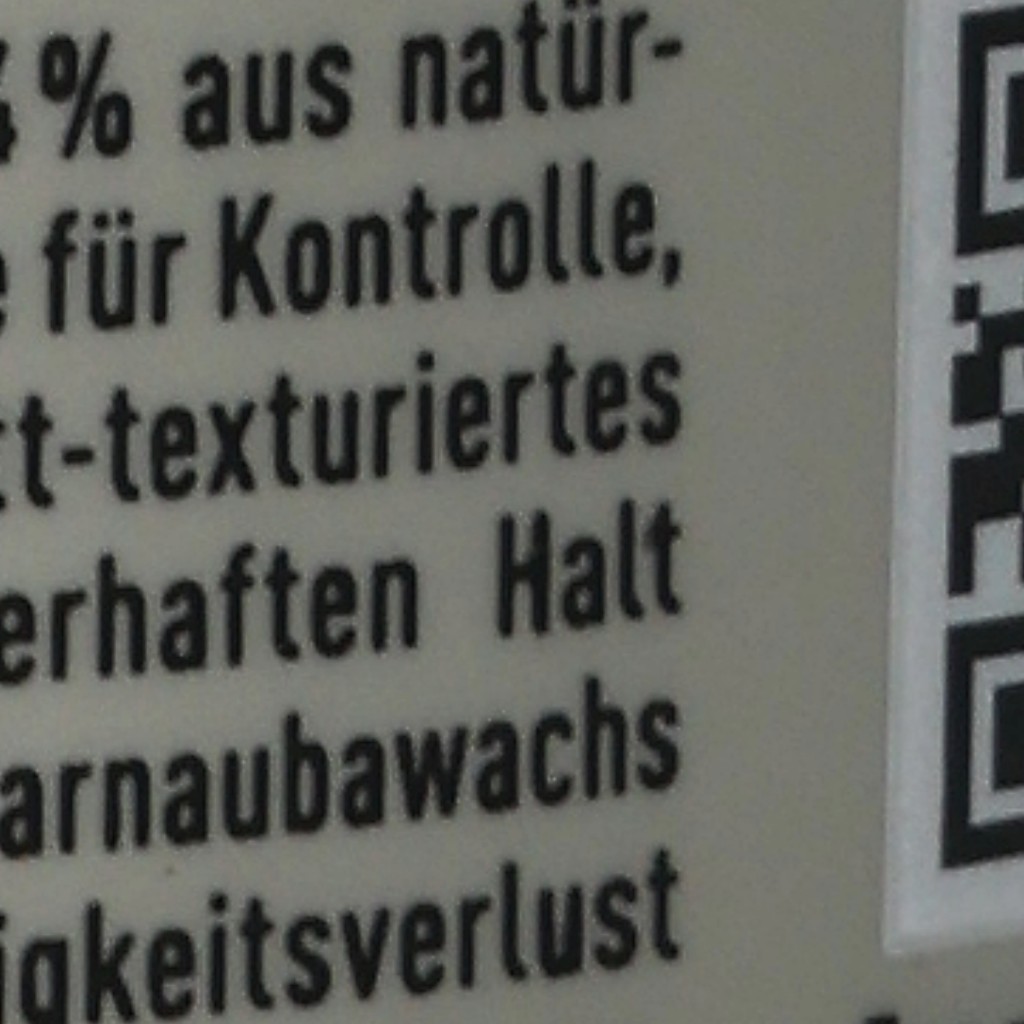 % aus natür-
für Kontrolle,
t-texturiertes
erhaften Halt
arnaubawachs
igkeitsverlust